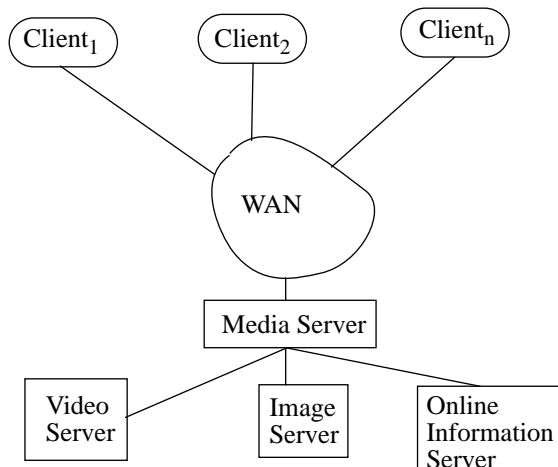 Client1
Client2
Clientn
WAN
Media Server
Video
Server
Image
Server
Online
Information
Server